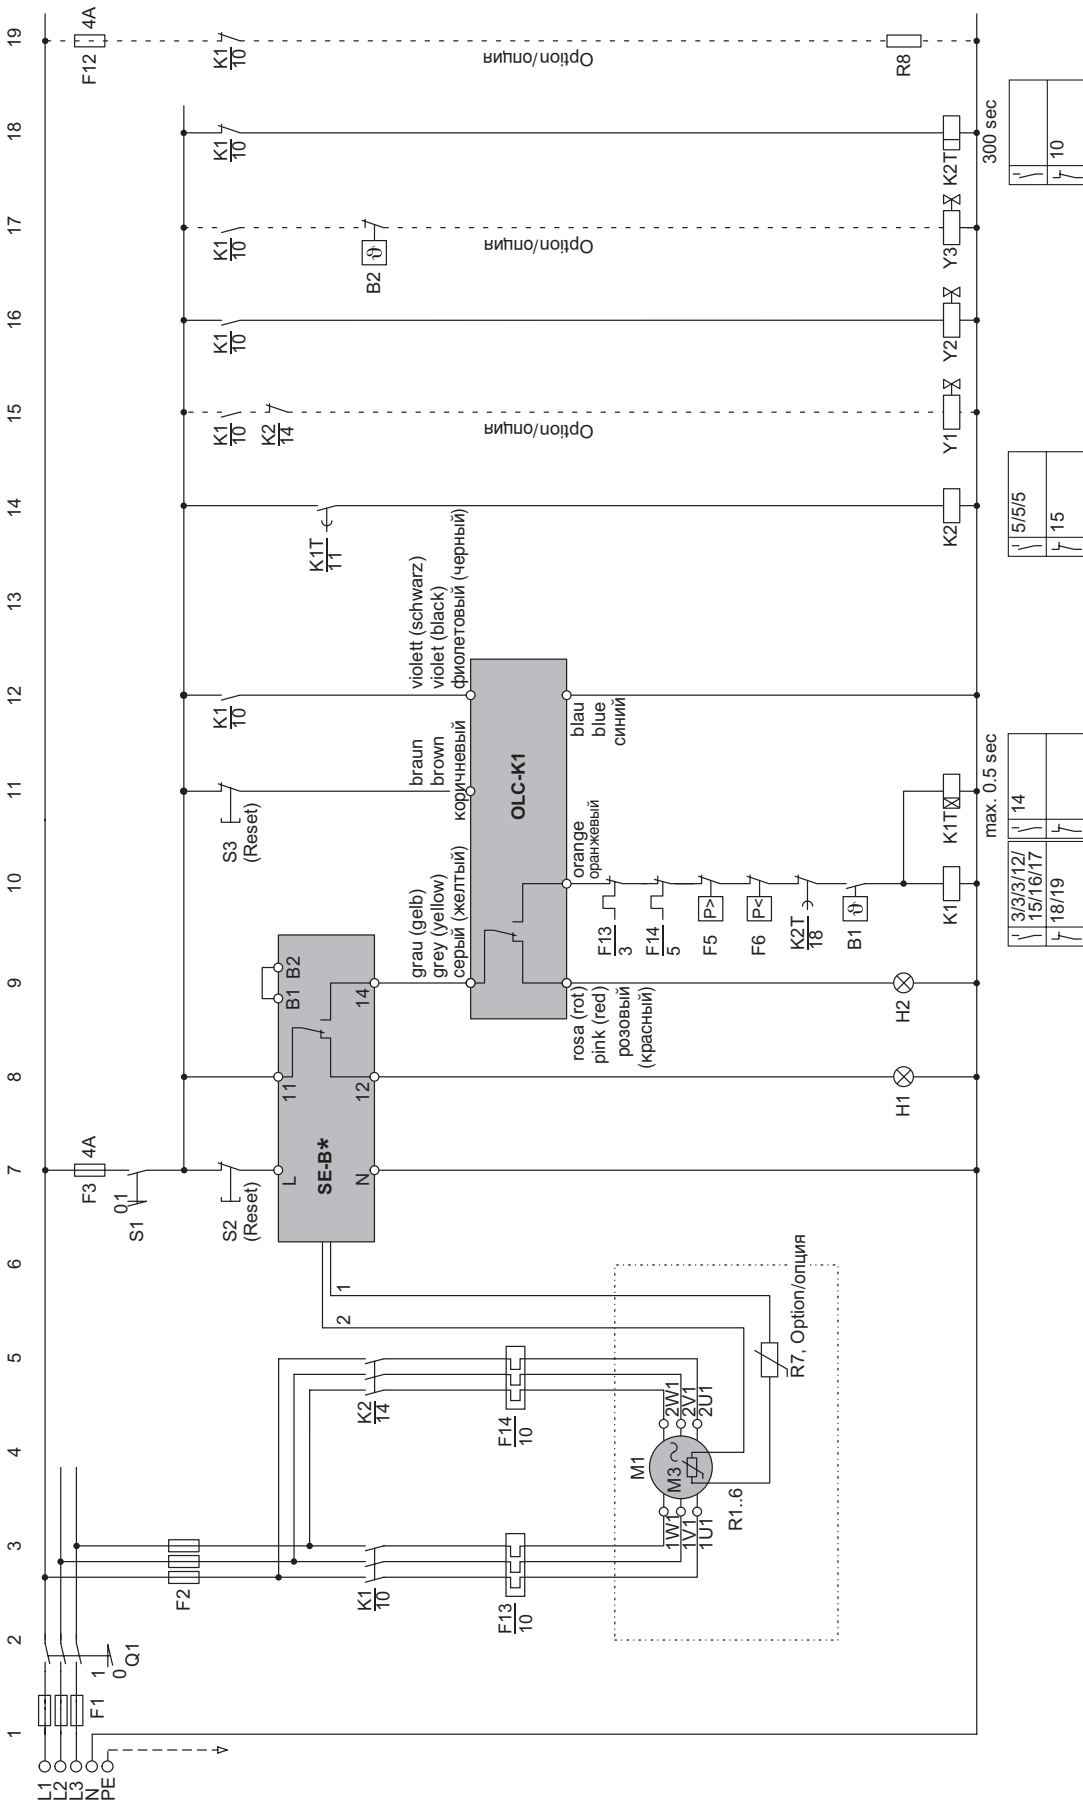 1 2 3 4 5 6 7 8 9 10 11 12 13 14 15 16 17 18 19
L1
L2
L3
N
PE
F1
1
0
Q1
F2
K1
10
F13
10
K2
14
F14
10
M1
M3
R1..6
1W1
1V1
1U1
2W1
2V1
2U1
2
1
R7, Option/опция
F3
4A
0 1
S1
S2
(Reset)
L
N
SE-B*
11
12
14
B1
B2
H1
grau (gelb)
grey (yellow)
серый (желтый)
rosa (rot)
pink (red)
розовый
(красный)
H2
OLC-K1
orange
оранжевый
F13
3
F14
5
P>
F5
P<
F6
K2T
18
ϑ
B1
K1
S3
(Reset)
braun
brown
коричневый
K1T
max. 0.5 sec
K1
10
violett (schwarz)
violet (black)
фиолетовый (черный)
blau
blue
синий
K1T
11
K2
K1
10
K2
14
Option/опция
Y1
K1
10
Y2
K1
10
ϑ
B2
Option/опция
Y3
K1
10
K2T
300 sec
F12
4A
K1
10
Option/опция
R8
3/3/3/12/
15/16/17
18/19
14
5/5/5
15
10